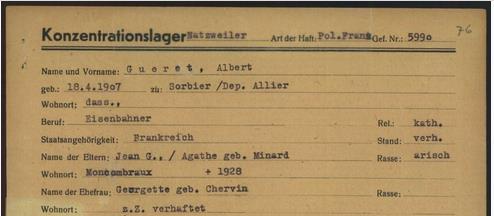 76
Konzentrationslager Natzweiler Art der Haft: Pol.Franz Gef. Nr.: 5990
Name und Vorname: Gueret, Albert
geb.: 18.4.1907 zu: Sorbier /Dep. Allier
Wohnort: dass.,
Beruf: Eisenbahner Rel.: kath.
Staatsangehörigkeit: Frankreich Stand: verh.
Name der Eltern: Jean G., / Agathe geb. Minard Rasse: arisch
Wohnort: Moncombraux + 1928
Name der Ehefrau: Georgette geb. Chervin Rasse:
Wohnort: z.Z. verhaftet